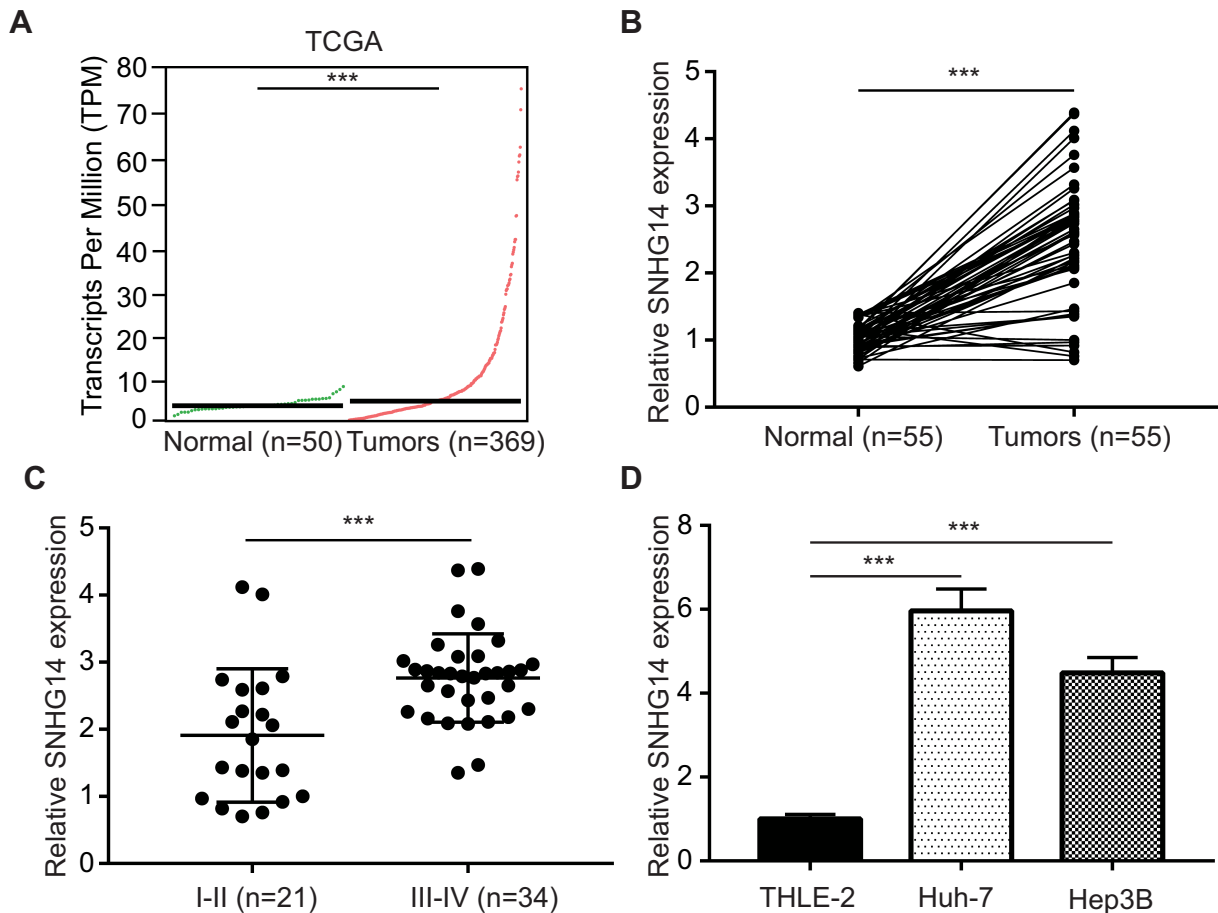 A
TCGA
Transcripts Per Million (TPM)
80
70
60
50
40
30
20
10
0
***
Normal (n=50)
Tumors (n=369)
B
Relative SNHG14 expression
5
4
3
2
1
0
***
Normal (n=55)
Tumors (n=55)
C
Relative SNHG14 expression
5
4
3
2
1
0
***
I-II (n=21)
III-IV (n=34)
D
Relative SNHG14 expression
8
6
4
2
0
***
***
THLE-2
Huh-7
Hep3B